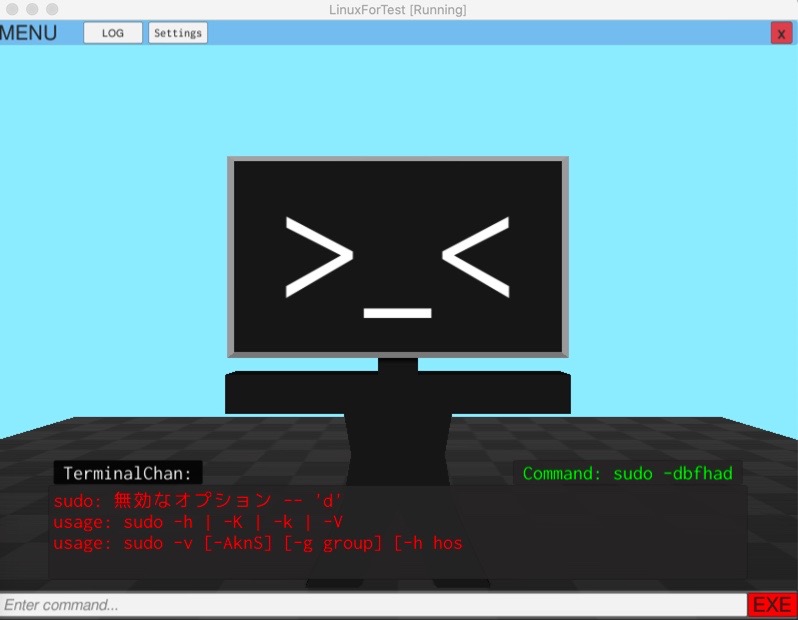 LinuxForTest [Running]
MENU LOG Settings x
> _ <
TerminalChan:
Command: sudo -dbfhad
sudo: 無効なオプション -- 'd'
usage: sudo -h | -K | -k | -V
usage: sudo -v [-AknS] [-g group] [-h hos
Enter command... EXE